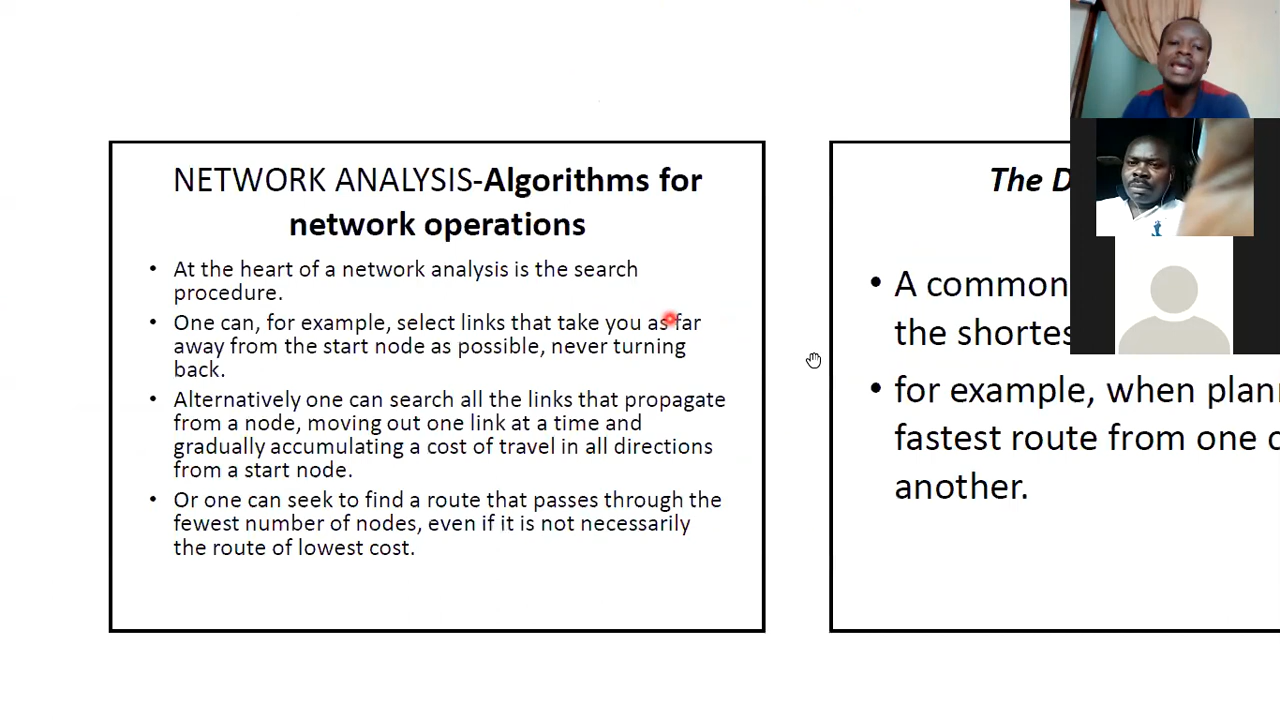 NETWORK ANALYSIS-Algorithms for
network operations
• At the heart of a network analysis is the search
procedure.
• One can, for example, select links that take you as far
away from the start node as possible, never turning
back.
• Alternatively one can search all the links that propagate
from a node, moving out one link at a time and
gradually accumulating a cost of travel in all directions
from a start node.
• Or one can seek to find a route that passes through the
fewest number of nodes, even if it is not necessarily
the route of lowest cost.
The
• A common
the
• for example, when
fastest route from one
another.